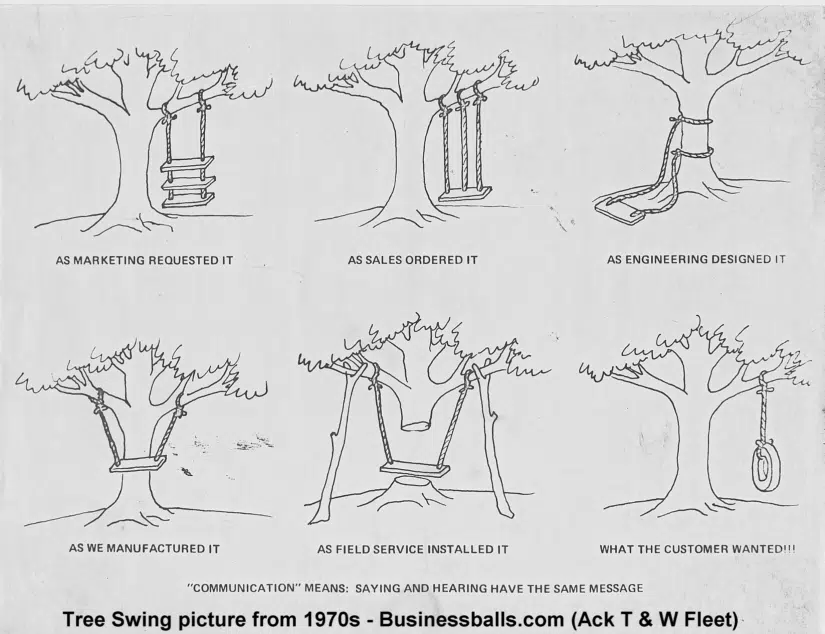 AS MARKETING REQUESTED IT
AS SALES ORDERED IT
AS ENGINEERING DESIGNED IT
AS WE MANUFACTURED IT
AS FIELD SERVICE INSTALLED IT
WHAT THE CUSTOMER WANTED!!!
"COMMUNICATION" MEANS: SAYING AND HEARING HAVE THE SAME MESSAGE
Tree Swing picture from 1970s - Businessballs.com (Ack T & W Fleet)